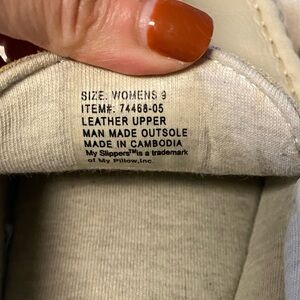 SIZE: WOMENS 9
ITEM#: 74468-05
LEATHER UPPER
MAN MADE OUTSOLE
MADE IN CAMBODIA
My Slippers™ is a trademark
of My Pillow,Inc.